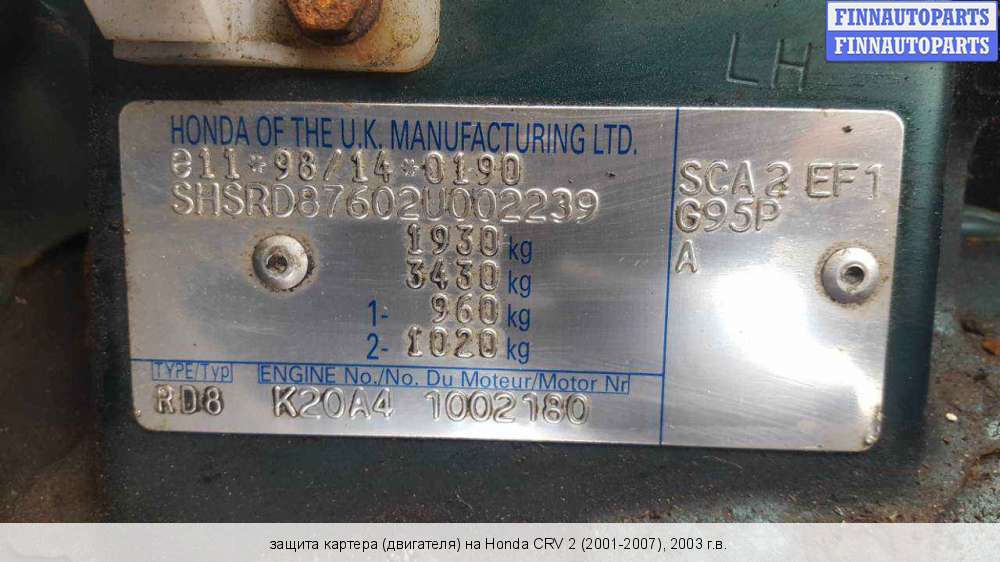 FINNAUTOPARTS
FINNAUTOPARTS
LH
HONDA OF THE U.K. MANUFACTURING LTD.
e11*98/14*0190
SHSRD87602U002239
1930 kg
3430 kg
1- 960 kg
2- 1020 kg
SCA2 EF1
G95P
A
TYPE/Typ ENGINE No./No. Du Moteur/Motor Nr
RD8 K20A4 1002180
защита картера (двигателя) на Honda CRV 2 (2001-2007), 2003 г.в.